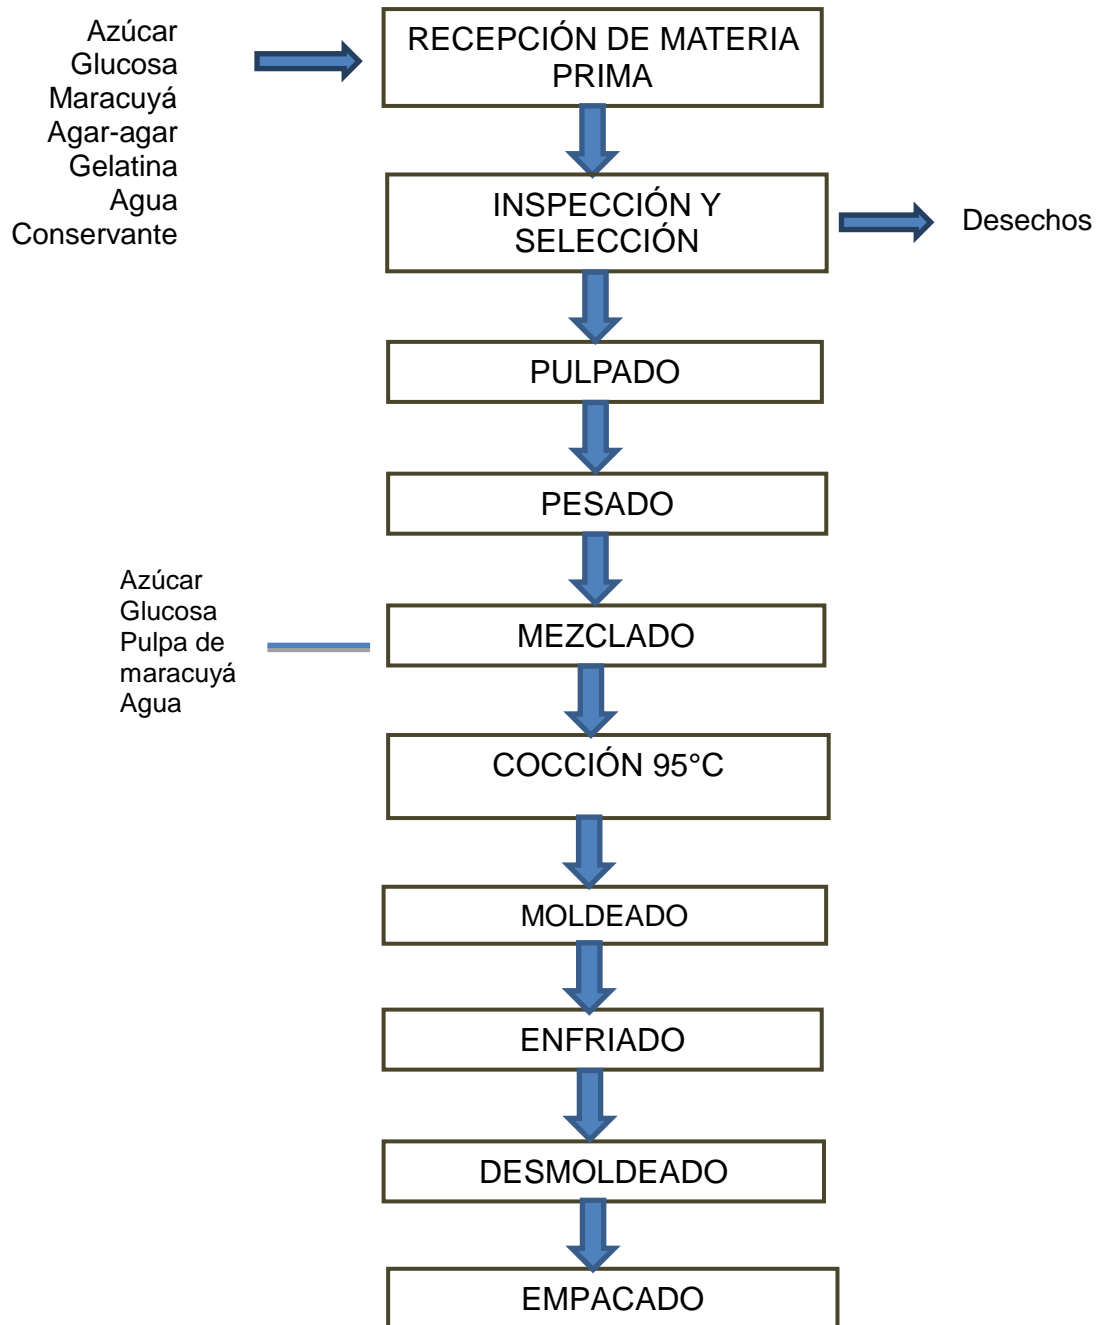 Azúcar
Glucosa
Maracuyá
Agar-agar
Gelatina
Agua
Conservante
RECEPCIÓN DE MATERIA
PRIMA
INSPECCIÓN Y
SELECCIÓN
Desechos
PULPADO
PESADO
Azúcar
Glucosa
Pulpa de
maracuyá
Agua
MEZCLADO
COCCIÓN 95°C
MOLDEADO
ENFRIADO
DESMOLDEADO
EMPACADO